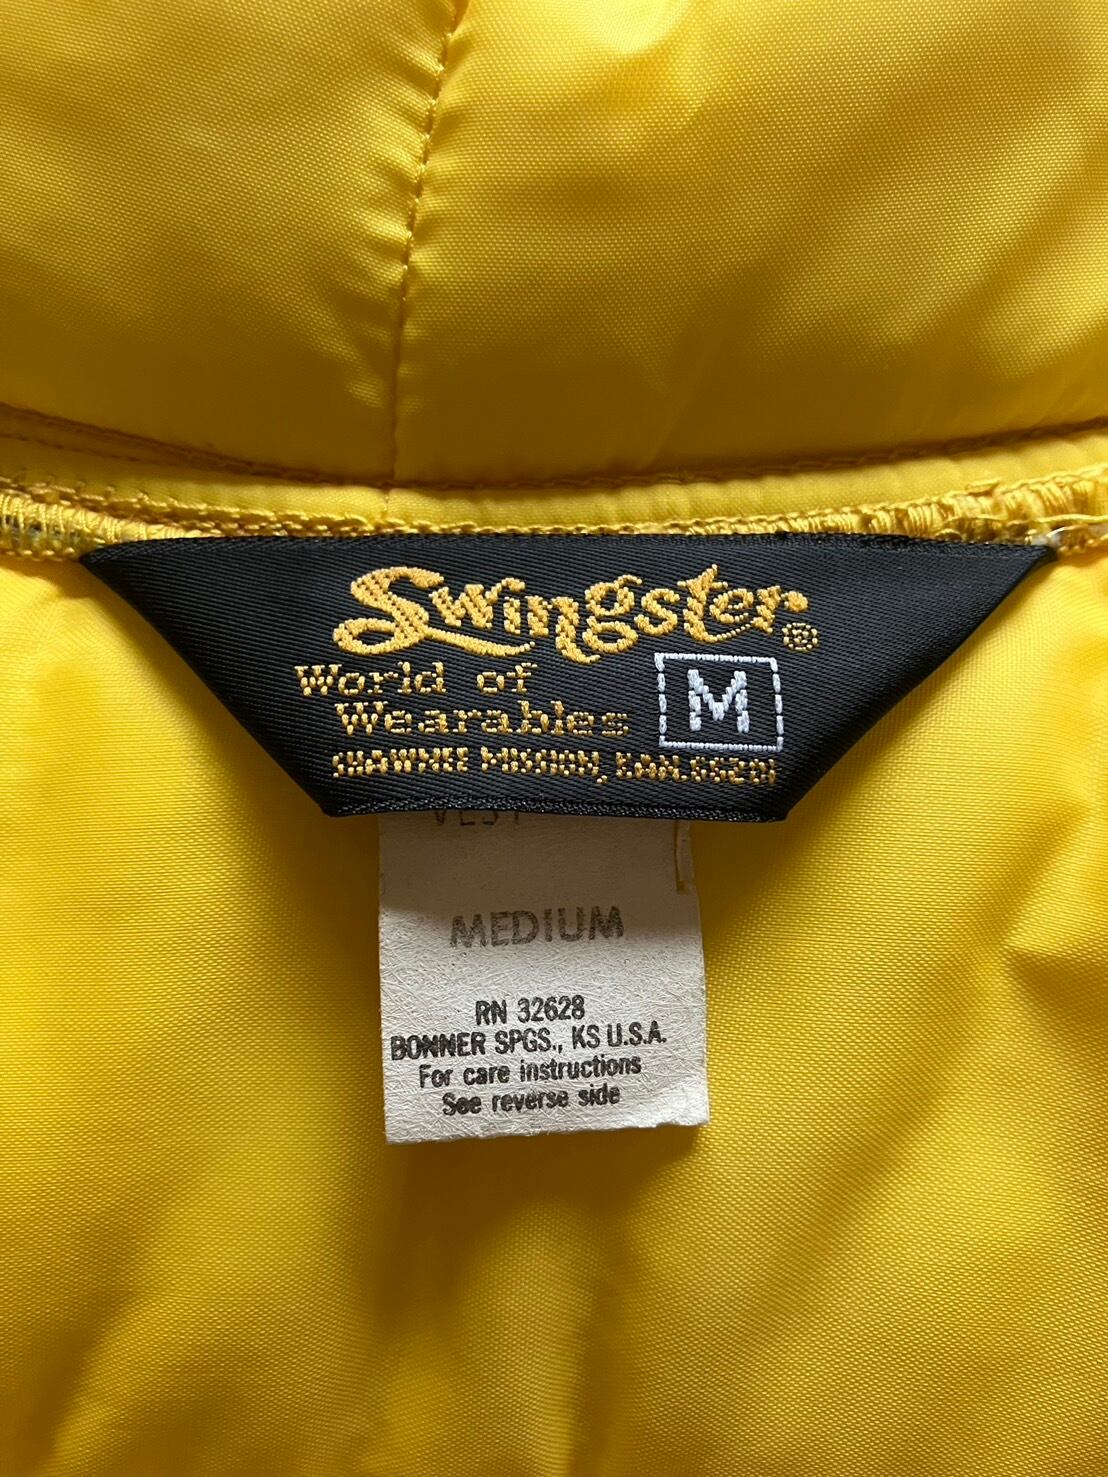 Swingster®
World of
Wearables
M
SHAWNEE MISSION, KAN. 66201
VEST
MEDIUM
RN 32628
BONNER SPGS., KS U.S.A.
For care instructions
See reverse side